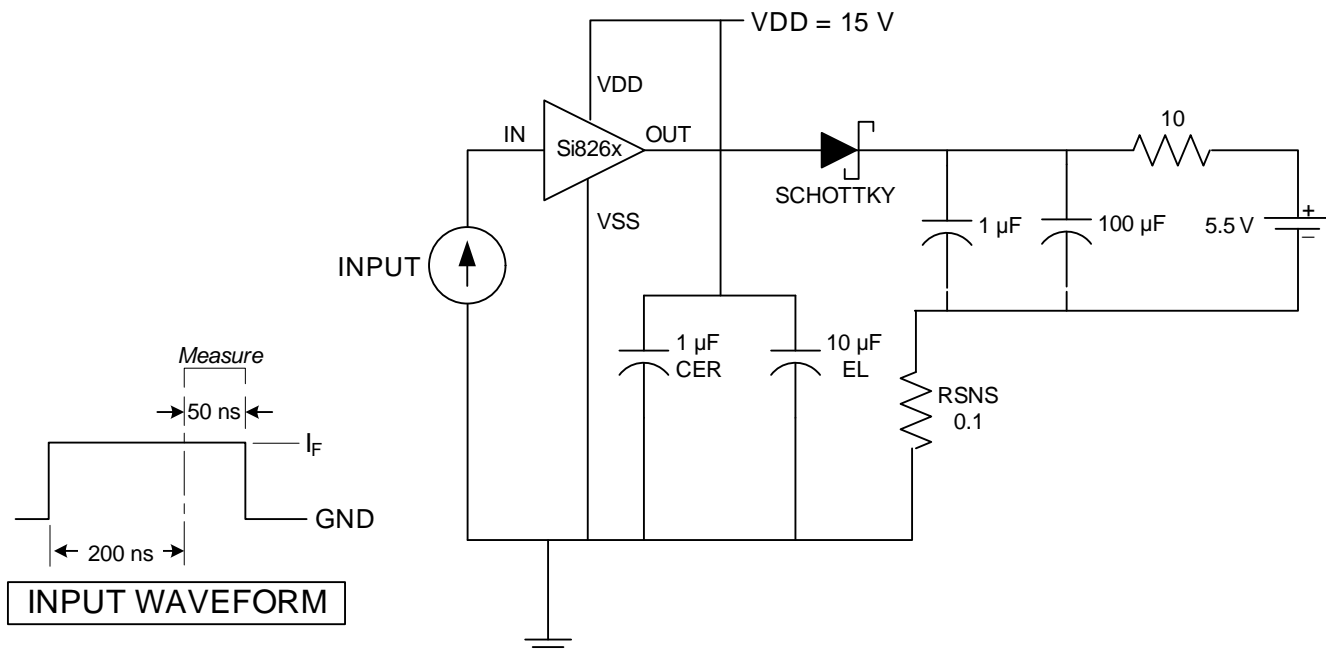 VDD = 15 V
VDD
IN
Si826x
OUT
10
SCHOTTKY
VSS
1 µF
100 µF
5.5 V
+
–
INPUT
1 µF
CER
10 µF
EL
RSNS
0.1
Measure
50 ns
IF
GND
200 ns
INPUT WAVEFORM